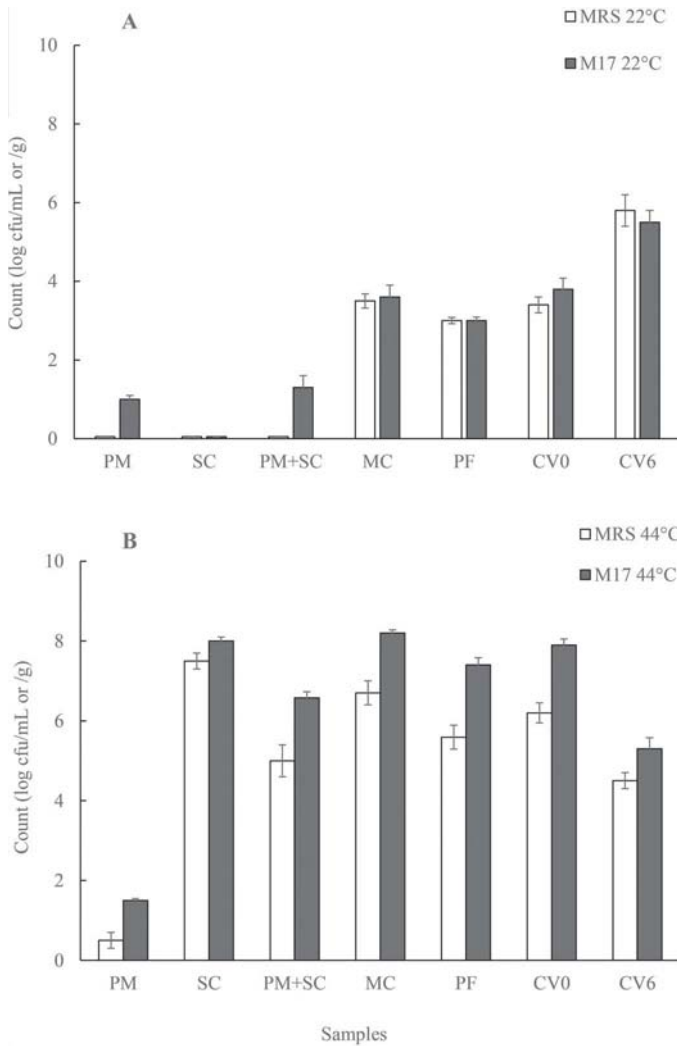 A
MRS 22°C
M17 22°C
Count (log cfu/mL or /g)
10
8
6
4
2
0
PM SC PM+SC MC PF CV0 CV6
B
MRS 44°C
M17 44°C
Count (log cfu/mL or /g)
10
8
6
4
2
0
PM SC PM+SC MC PF CV0 CV6
Samples